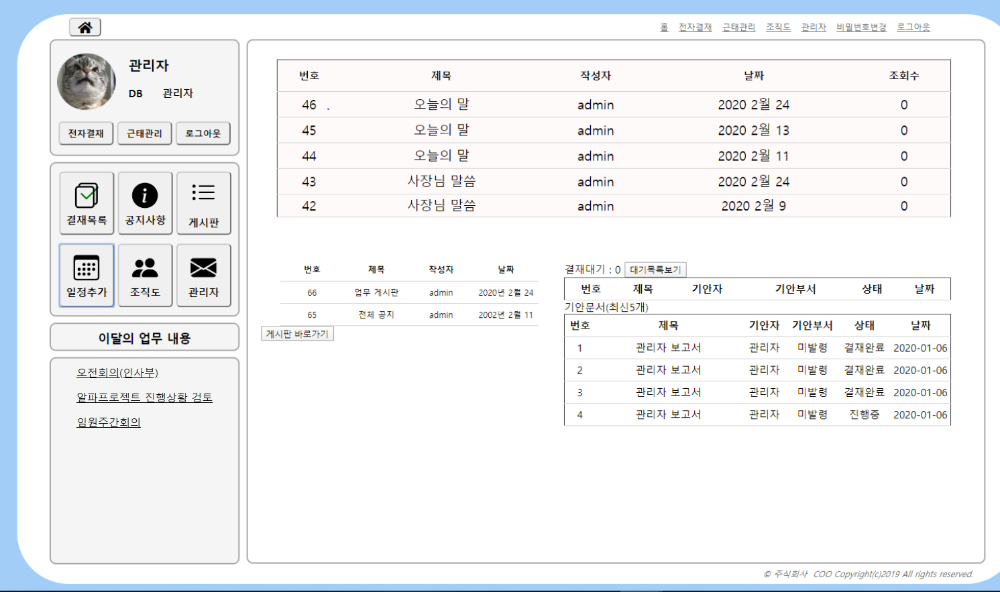 홈 전자결재 근태관리 조직도 관리자 비밀번호변경 로그아웃
관리자
DB 관리자
전자결재 근태관리 로그아웃
결재목록 공지사항 게시판
일정추가 조직도 관리자
이달의 업무 내용
오전회의(인사부)
알파프로젝트 진행상황 검토
임원주간회의
번호 제목 작성자 날짜 조회수
46 오늘의 말 admin 2020 2월 24 0
45 오늘의 말 admin 2020 2월 13 0
44 오늘의 말 admin 2020 2월 11 0
43 사장님 말씀 admin 2020 2월 24 0
42 사장님 말씀 admin 2020 2월 9 0
번호 제목 작성자 날짜
66 업무 게시판 admin 2020년 2월 24
65 전체 공지 admin 2002년 2월 11
게시판 바로가기
결재대기 : 0 대기목록보기
번호 제목 기안자 기안부서 상태 날짜
기안문서(최신5개)
번호 제목 기안자 기안부서 상태 날짜
1 관리자 보고서 관리자 미발령 결재완료 2020-01-06
2 관리자 보고서 관리자 미발령 결재완료 2020-01-06
3 관리자 보고서 관리자 미발령 결재완료 2020-01-06
4 관리자 보고서 관리자 미발령 진행중 2020-01-06
© 주식회사 COO Copyright(c)2019 All rights reserved.